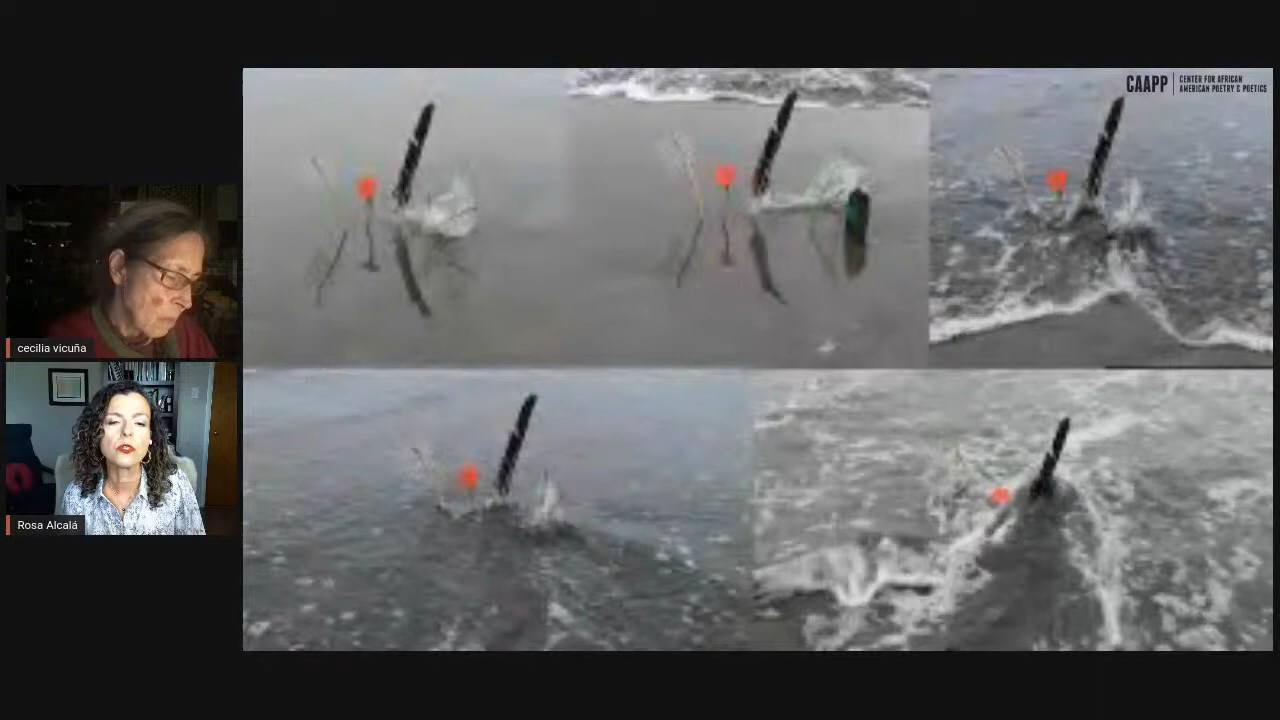 CAAPP
CENTER FOR AFRICAN
AMERICAN POETRY & POETICS
cecilia vicuña
Rosa Alcalá